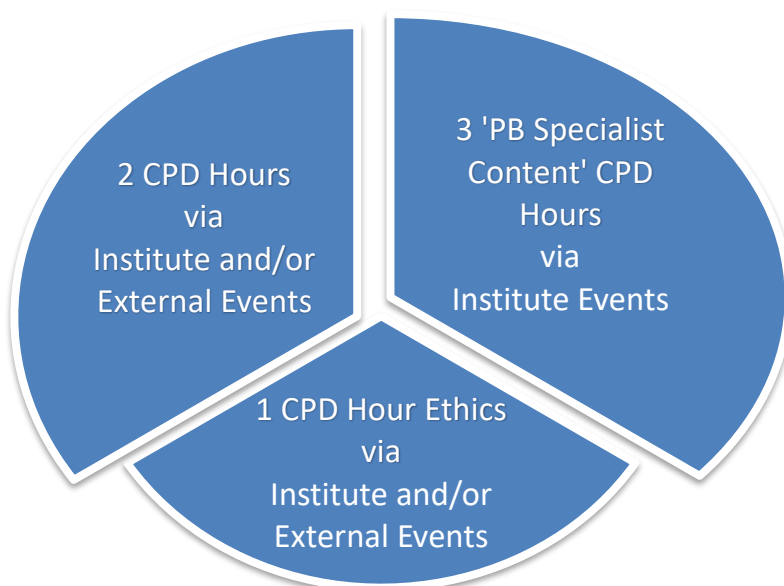 2 CPD Hours
via
Institute and/or
External Events
3 'PB Specialist
Content' CPD
Hours
via
Institute Events
1 CPD Hour Ethics
via
Institute and/or
External Events